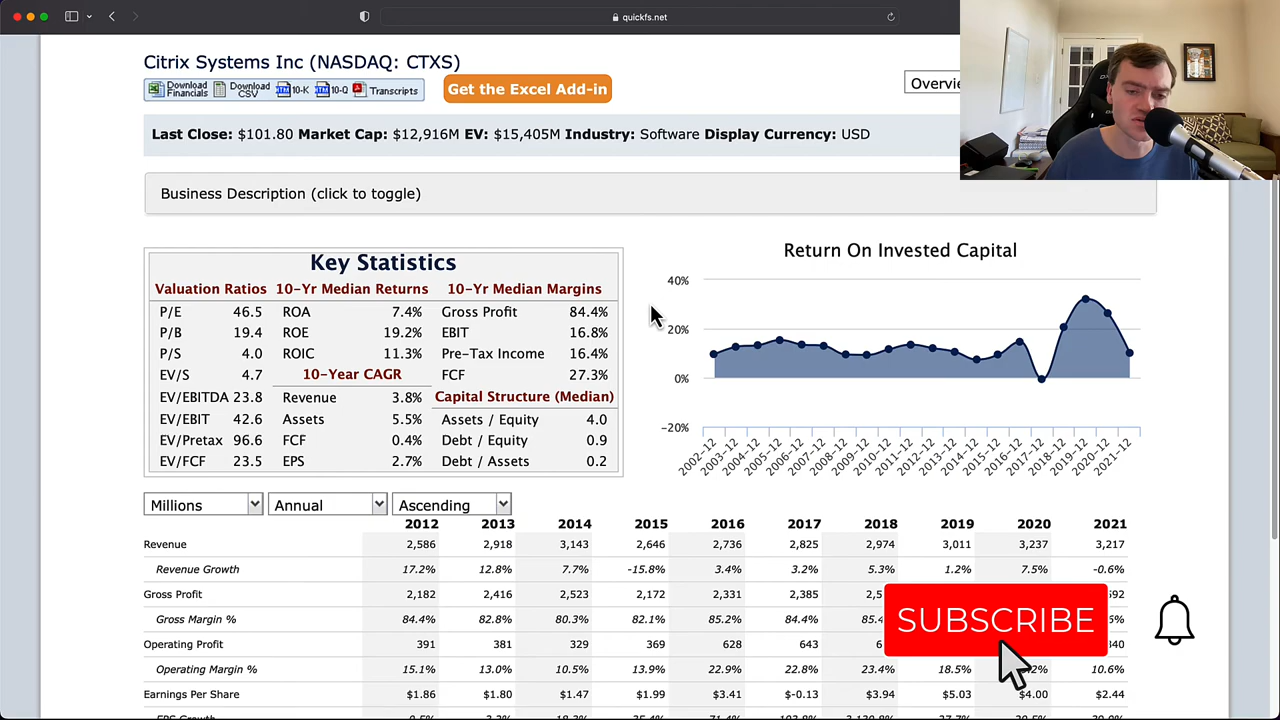 quickfs.net
Citrix Systems Inc (NASDAQ: CTXS)
Download Financials Download CSV 10-K 10-Q Transcripts Get the Excel Add-in
Overvie
Last Close: $101.80 Market Cap: $12,916M EV: $15,405M Industry: Software Display Currency: USD
Business Description (click to toggle)
Key Statistics
Valuation Ratios 10-Yr Median Returns 10-Yr Median Margins
P/E 46.5 ROA 7.4% Gross Profit 84.4%
P/B 19.4 ROE 19.2% EBIT 16.8%
P/S 4.0 ROIC 11.3% Pre-Tax Income 16.4%
EV/S 4.7 10-Year CAGR FCF 27.3%
EV/EBITDA 23.8 Revenue 3.8% Capital Structure (Median)
EV/EBIT 42.6 Assets 5.5% Assets / Equity 4.0
EV/Pretax 96.6 FCF 0.4% Debt / Equity 0.9
EV/FCF 23.5 EPS 2.7% Debt / Assets 0.2
Return On Invested Capital
40%
20%
0%
-20%
2002-12 2003-12 2004-12 2005-12 2006-12 2007-12 2008-12 2009-12 2010-12 2011-12 2012-12 2013-12 2014-12 2015-12 2016-12 2017-12 2018-12 2019-12 2020-12 2021-12
Millions Annual Ascending
2012 2013 2014 2015 2016 2017 2018 2019 2020 2021
Revenue 2,586 2,918 3,143 2,646 2,736 2,825 2,974 3,011 3,237 3,217
Revenue Growth 17.2% 12.8% 7.7% -15.8% 3.4% 3.2% 5.3% 1.2% 7.5% -0.6%
Gross Profit 2,182 2,416 2,523 2,172 2,331 2,385 2,5 592
Gross Margin % 84.4% 82.8% 80.3% 82.1% 85.2% 84.4% 85.4
SUBSCRIBE
Operating Profit 391 381 329 369 628 643 6 340
Operating Margin % 15.1% 13.0% 10.5% 13.9% 22.9% 22.8% 23.4% 18.5% 2% 10.6%
Earnings Per Share $1.86 $1.80 $1.47 $1.99 $3.41 $-0.13 $3.94 $5.03 $4.00 $2.44